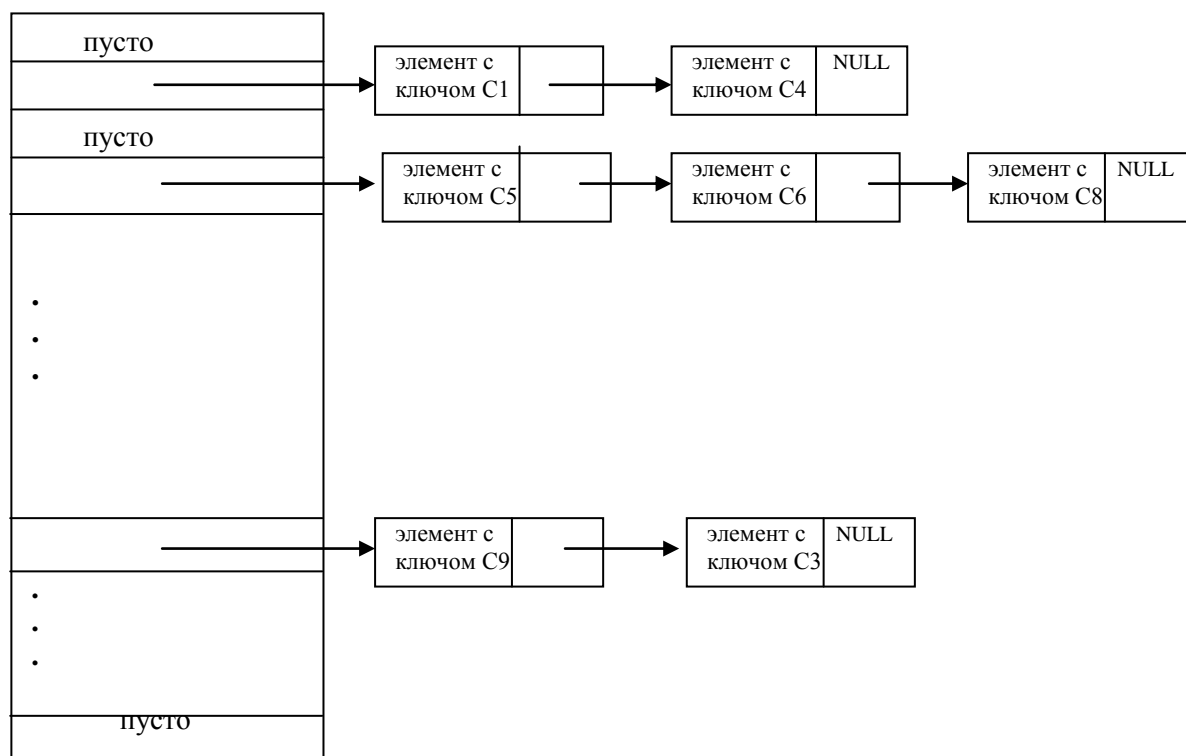 пусто
элемент с
ключом C1
элемент с
ключом C4
NULL
пусто
элемент с
ключом C5
элемент с
ключом C6
элемент с
ключом C8
NULL
элемент с
ключом C9
элемент с
ключом C3
NULL
пусто